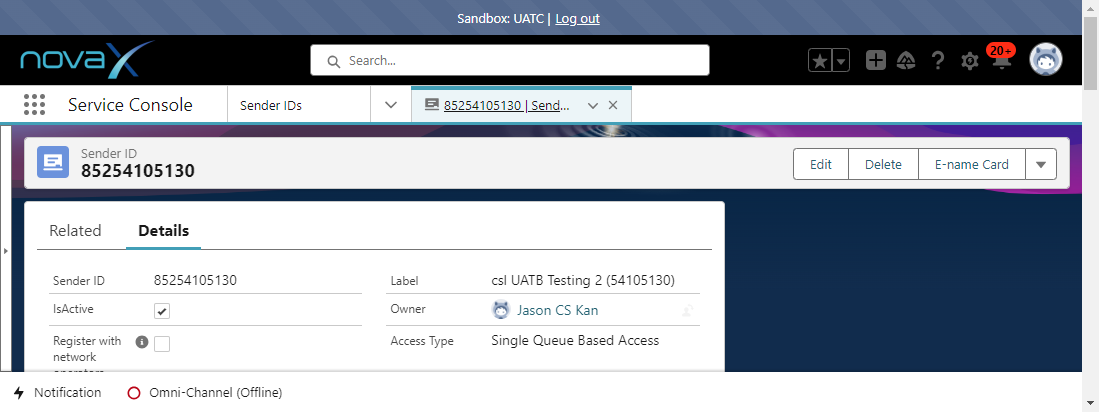 Sandbox: UATC | Log out
novaX
Search...
20+
Service Console
Sender IDs
85254105130 | Send...
Sender ID
85254105130
Edit
Delete
E-name Card
Related
Details
Sender ID
85254105130
Label
csl UATB Testing 2 (54105130)
IsActive
Owner
Jason CS Kan
Register with
network
Access Type
Single Queue Based Access
Notification
Omni-Channel (Offline)